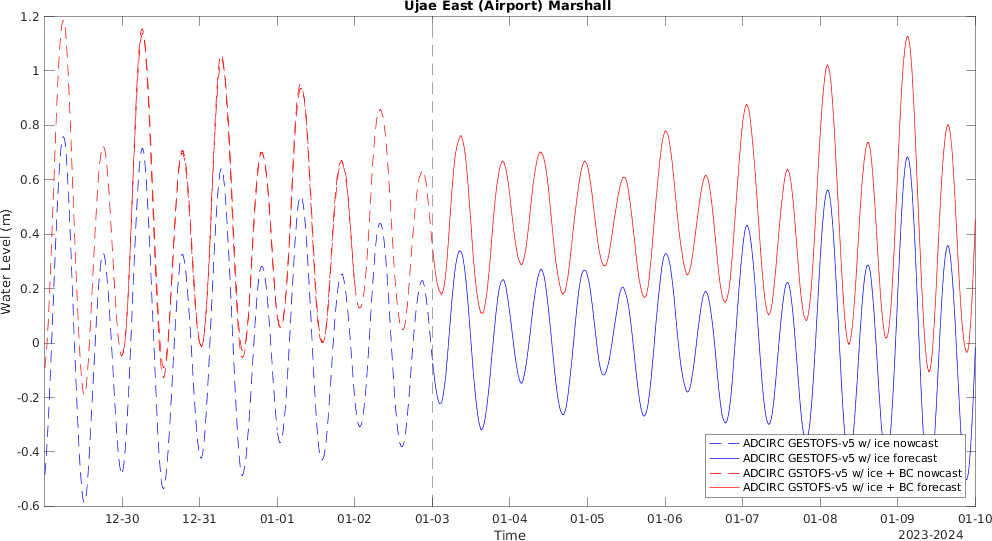 Ujae East (Airport) Marshall
1.2
1
0.8
0.6
0.4
0.2
0
-0.2
-0.4
-0.6
Water Level (m)
ADCIRC GESTOFS-v5 w/ ice nowcast
ADCIRC GESTOFS-v5 w/ ice forecast
ADCIRC GSTOFS-v5 w/ ice + BC nowcast
ADCIRC GSTOFS-v5 w/ ice + BC forecast
12-30 12-31 01-01 01-02 01-03 01-04 01-05 01-06 01-07 01-08 01-09 01-10
Time
2023-2024